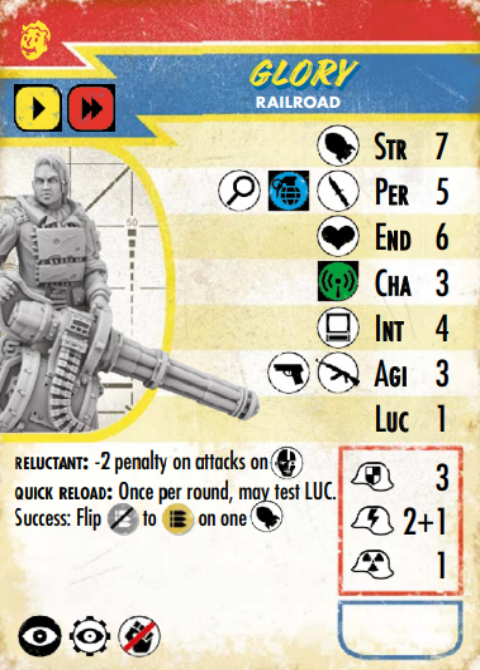 GLORY
RAILROAD
STR 7
PER 5
END 6
CHA 3
INT 4
AGI 3
LUC 1
50
RELUCTANT: -2 penalty on attacks on
QUICK RELOAD: Once per round, may test LUC.
Success: Flip to on one
3
2+1
1